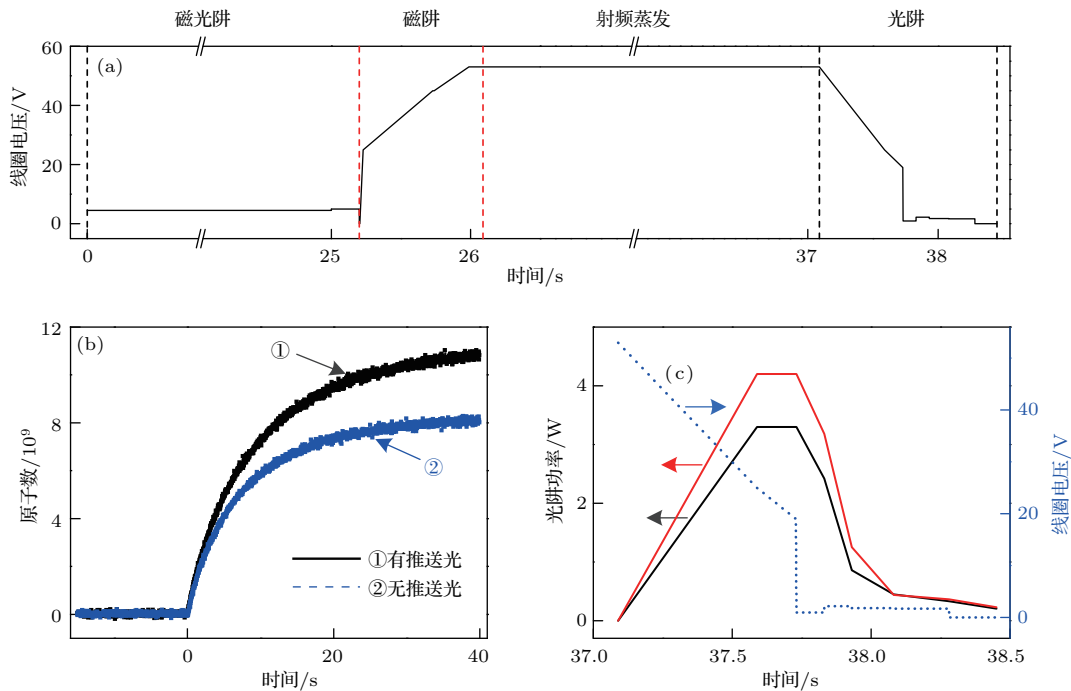 磁光阱 磁阱 射频蒸发 光阱
(a)
60
40
20
0
线圈电压/V
0 25 26 37 38
时间/s
(b)
12
8
4
0
原子数/10⁹
①
②
①有推送光
②无推送光
0 20 40
时间/s
(c)
4
2
0
光阱功率/W
40
20
0
线圈电压/V
37.0 37.5 38.0 38.5
时间/s